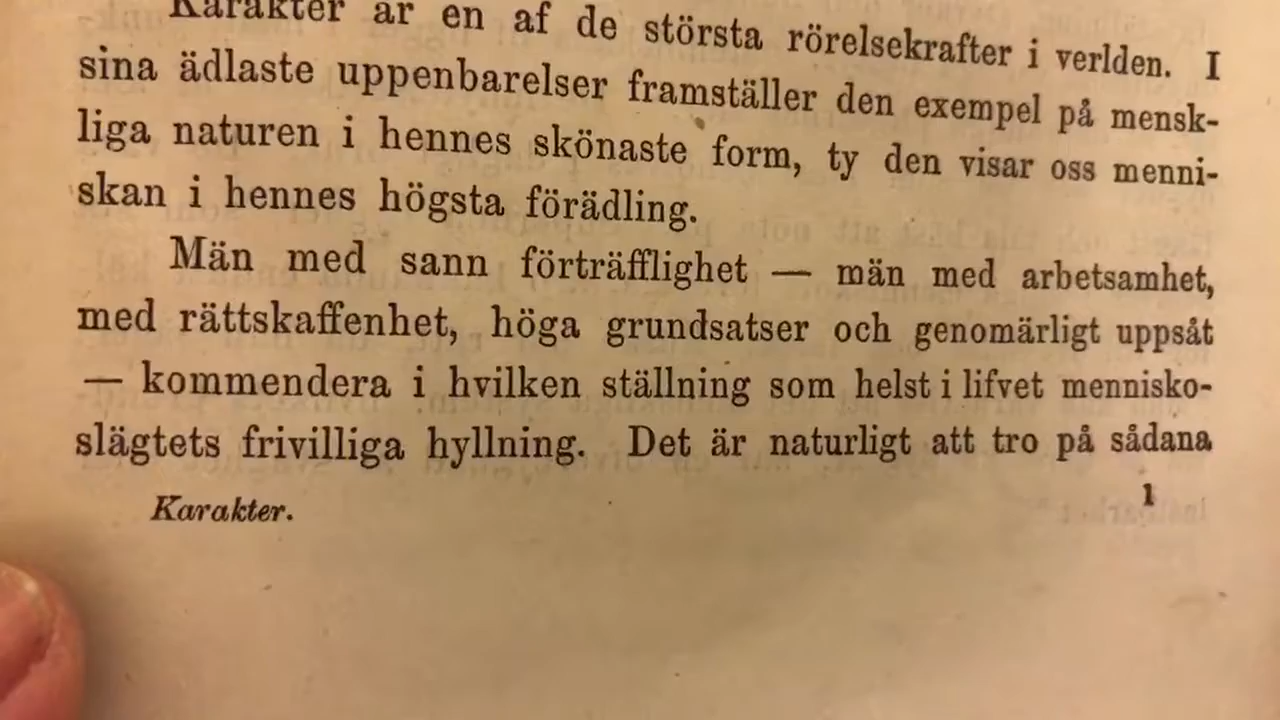 Karakter är en af de största rörelsekrafter i verlden. I
sina ädlaste uppenbarelser framställer den exempel på mensk-
liga naturen i hennes skönaste form, ty den visar oss menni-
skan i hennes högsta förädling.
Män med sann förträfflighet — män med arbetsamhet,
med rättskaffenhet, höga grundsatser och genomärligt uppsåt
— kommendera i hvilken ställning som helst i lifvet mennisko-
slägtets frivilliga hyllning. Det är naturligt att tro på sådana
Karakter. 1